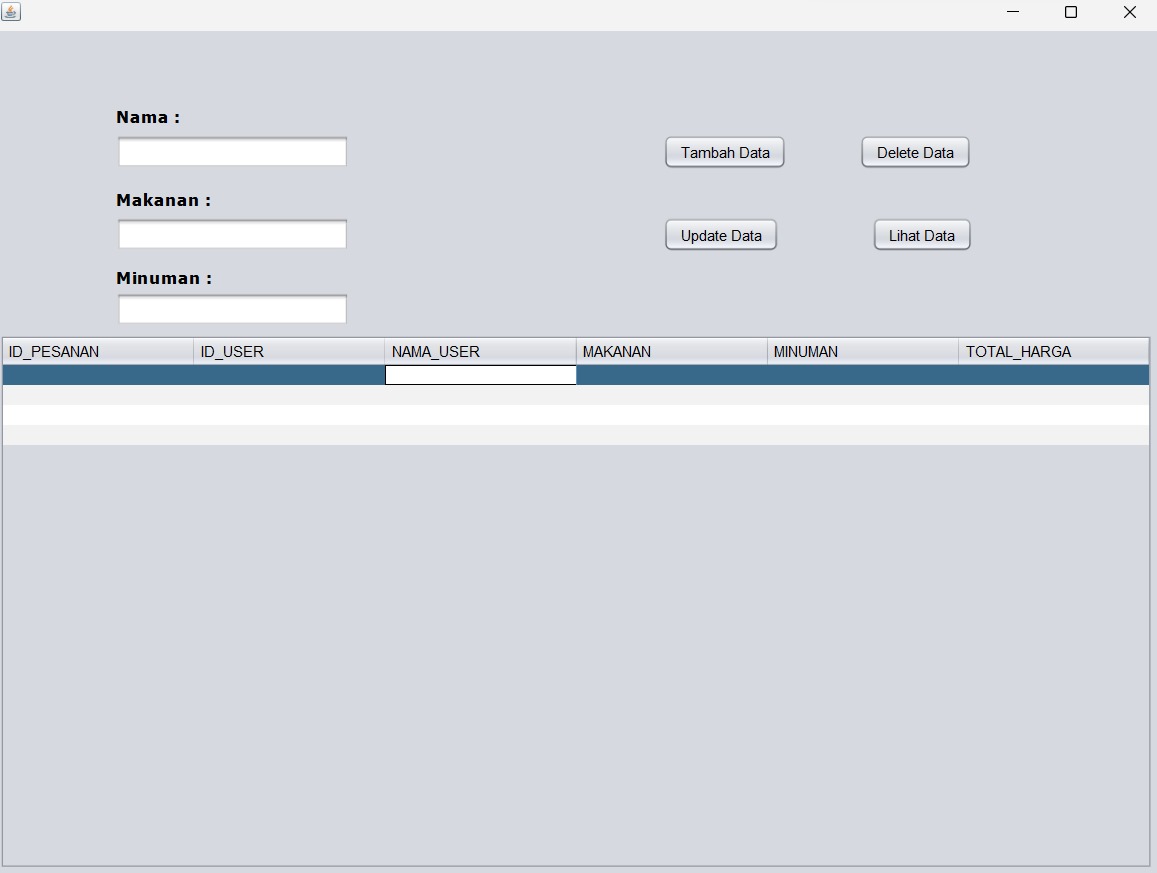 Nama :
Tambah Data
Delete Data
Makanan :
Update Data
Lihat Data
Minuman :
ID_PESANAN ID_USER NAMA_USER MAKANAN MINUMAN TOTAL_HARGA